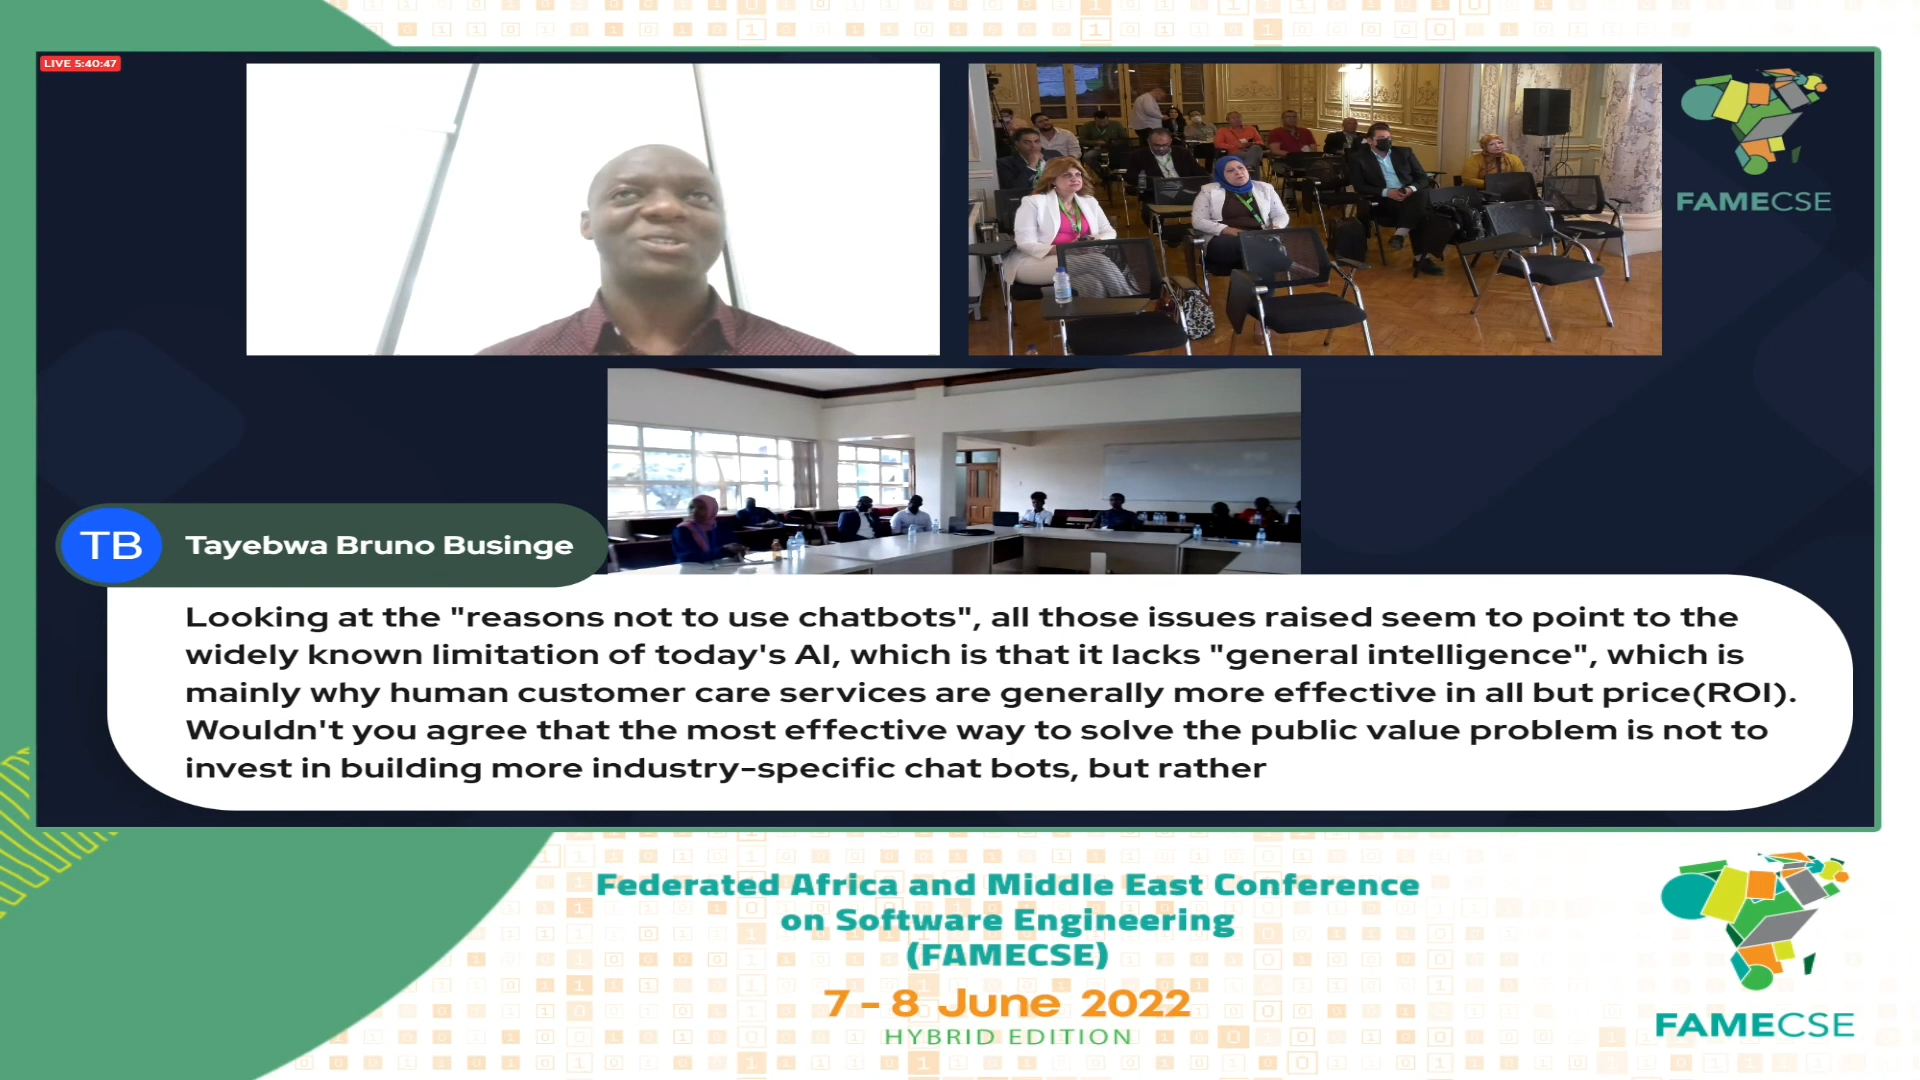 LIVE 5:40:47
FAMECSE
TB
Tayebwa Bruno Businge
Looking at the "reasons not to use chatbots", all those issues raised seem to point to the
widely known limitation of today's AI, which is that it lacks "general intelligence", which is
mainly why human customer care services are generally more effective in all but price(ROI).
Wouldn't you agree that the most effective way to solve the public value problem is not to
invest in building more industry-specific chat bots, but rather
Federated Africa and Middle East Conference
on Software Engineering
(FAMECSE)
7 - 8 June 2022
HYBRID EDITION
FAMECSE